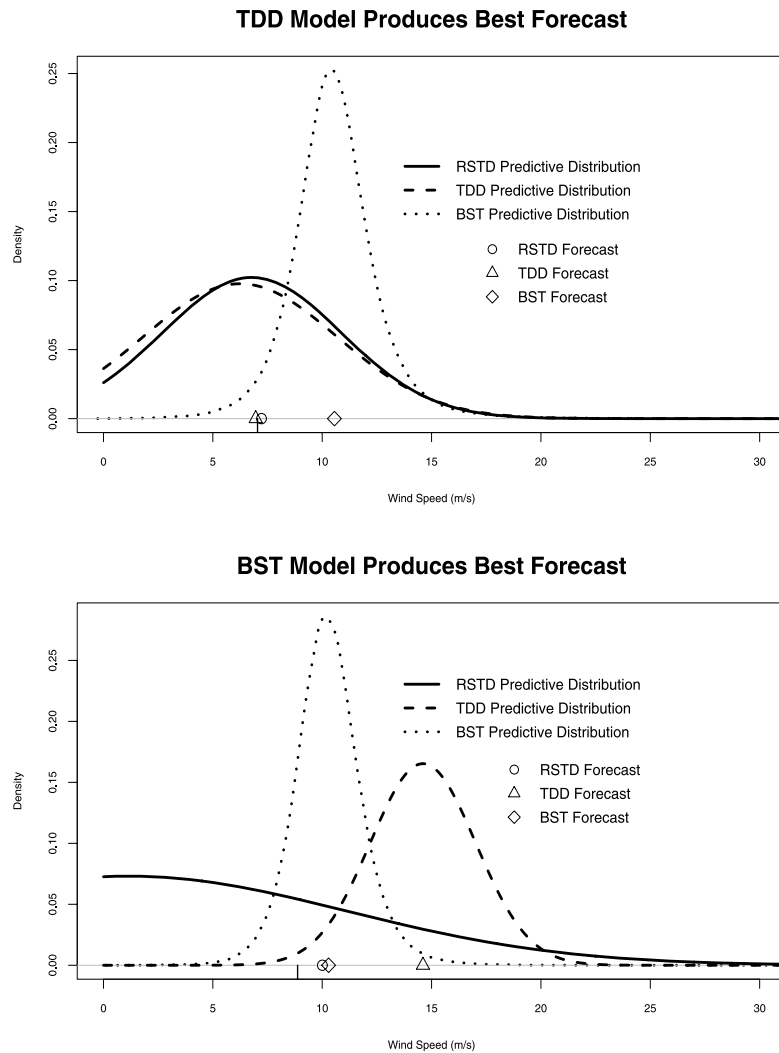 TDD Model Produces Best Forecast
0.25
0.20
0.15
0.10
0.05
0.00
Density
RSTD Predictive Distribution
TDD Predictive Distribution
BST Predictive Distribution
RSTD Forecast
TDD Forecast
BST Forecast
0 5 10 15 20 25 30
Wind Speed (m/s)
BST Model Produces Best Forecast
0.25
0.20
0.15
0.10
0.05
0.00
Density
RSTD Predictive Distribution
TDD Predictive Distribution
BST Predictive Distribution
RSTD Forecast
TDD Forecast
BST Forecast
0 5 10 15 20 25 30
Wind Speed (m/s)